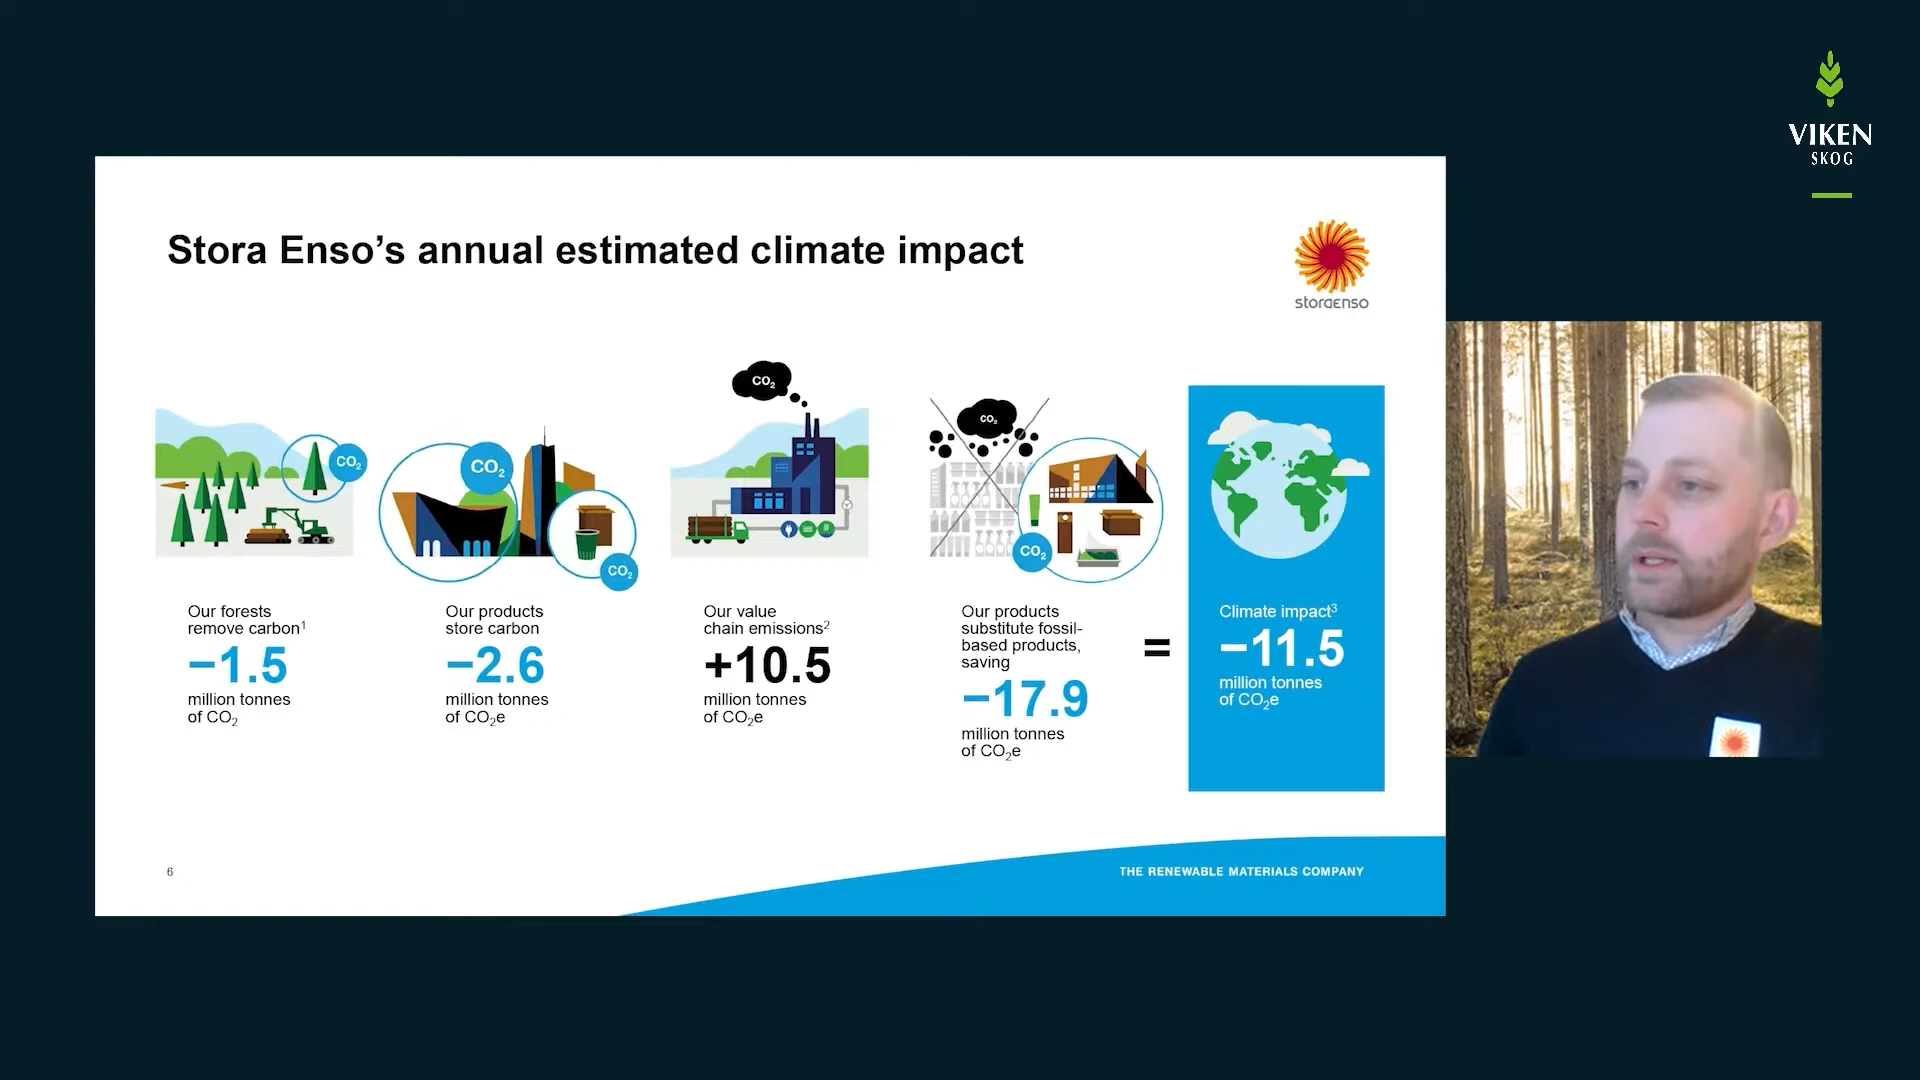 VIKEN
SKOG
Stora Enso’s annual estimated climate impact
storaenso
CO₂
CO₂
CO₂
CO₂
CO₂
CO₂
Our forests
remove carbon¹
−1.5
million tonnes
of CO₂
Our products
store carbon
−2.6
million tonnes
of CO₂e
Our value
chain emissions²
+10.5
million tonnes
of CO₂e
Our products
substitute fossil-
based products,
saving
−17.9
million tonnes
of CO₂e
=
Climate impact³
−11.5
million tonnes
of CO₂e
6
THE RENEWABLE MATERIALS COMPANY